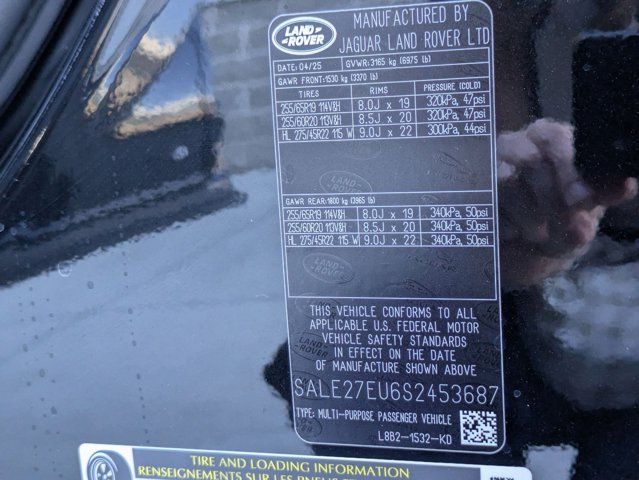 LAND
ROVER
MANUFACTURED BY
JAGUAR LAND ROVER LTD
DATE: 04/25 GVWR: 3165 kg (6975 lb)
GAWR FRONT: 1530 kg (3370 lb)
TIRES RIMS PRESSURE (COLD)
255/65R19 114V&H 8.0J x 19 320kPa, 47psi
255/60R20 113V&H 8.5J x 20 320kPa, 47psi
HL 275/45R22 115 W 9.0J x 22 300kPa, 44psi
GAWR REAR: 1800 kg (3965 lb)
255/65R19 114V&H 8.0J x 19 340kPa, 50psi
255/60R20 113V&H 8.5J x 20 340kPa, 50psi
HL 275/45R22 115 W 9.0J x 22 340kPa, 50psi
THIS VEHICLE CONFORMS TO ALL
APPLICABLE U.S. FEDERAL MOTOR
VEHICLE SAFETY STANDARDS
IN EFFECT ON THE DATE
OF MANUFACTURE SHOWN ABOVE
SALE27EU6S2453687
TYPE: MULTI-PURPOSE PASSENGER VEHICLE
L8B2-1532-KD
TIRE AND LOADING INFORMATION
RENSEIGNEMENTS SUR LES PNEUS